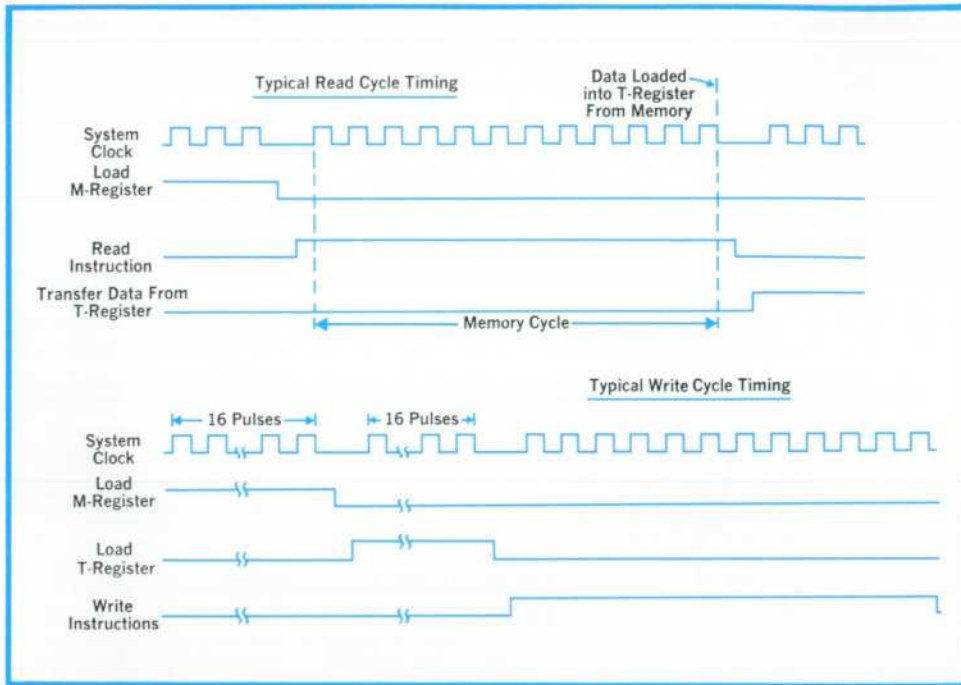 Typical Read Cycle Timing
Data Loaded
into T-Register
From Memory
System
Clock
Load
M-Register
Read
Instruction
Transfer Data From
T-Register
Memory Cycle
Typical Write Cycle Timing
16 Pulses
16 Pulses
System
Clock
Load
M-Register
Load
T-Register
Write
Instructions